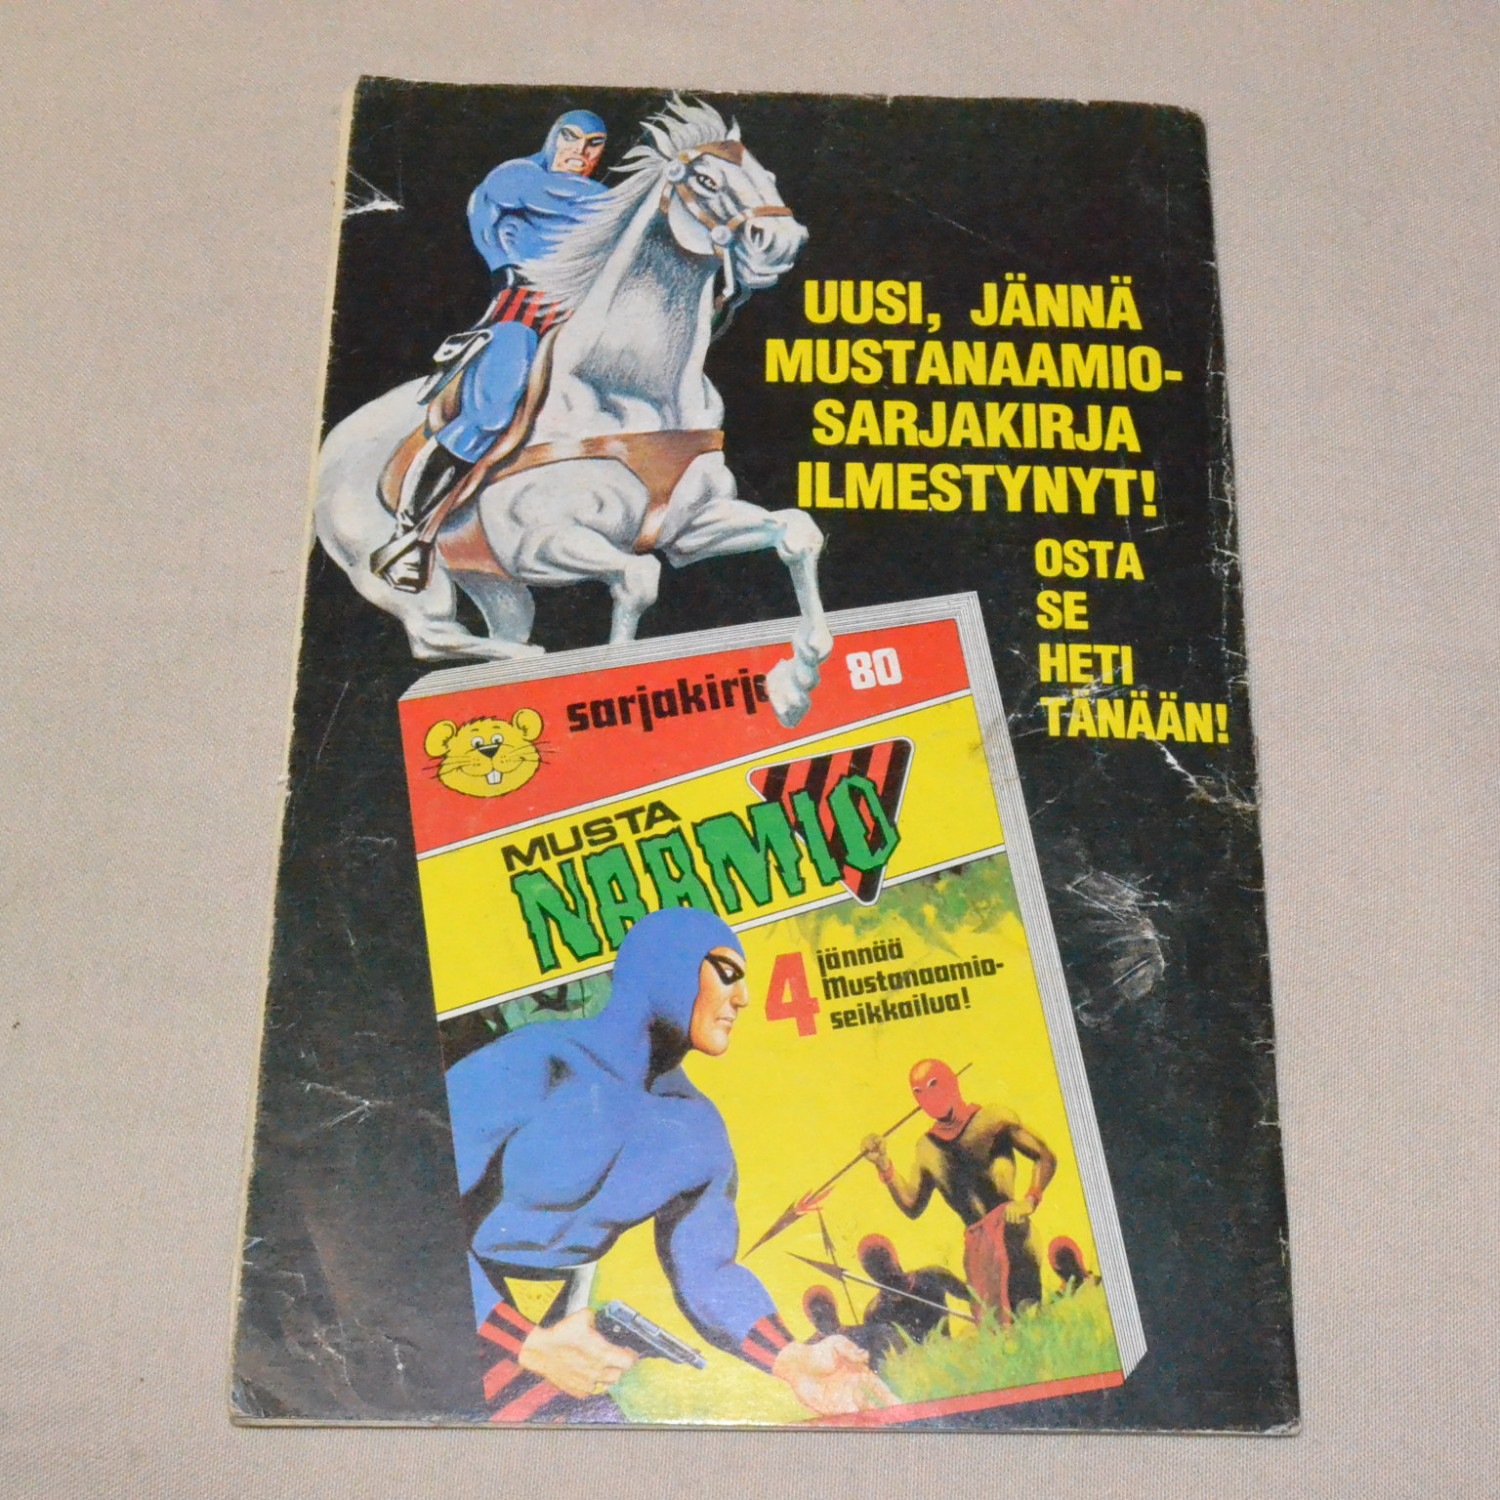 UUSI, JÄNNÄ
MUSTANAAMIO-
SARJAKIRJA
ILMESTYNYT!
OSTA
SE
HETI
TÄNÄÄN!
sarjakirja 80
MUSTA
NAAMIO
4 jännää
Mustanaamio-
seikkailua!